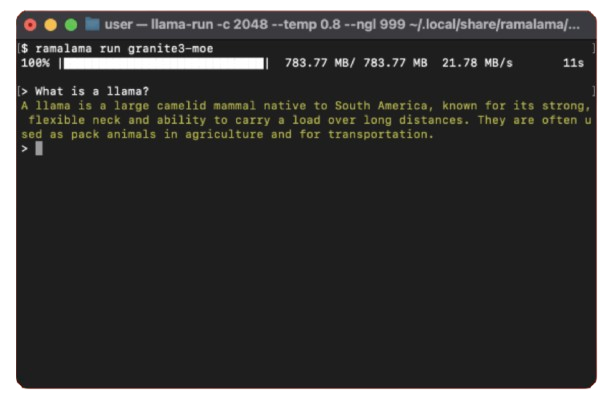 user — llama-run -c 2048 --temp 0.8 --ngl 999 ~/.local/share/ramalama/...
[$ ramalama run granite3-moe ]
100% |████████████████| 783.77 MB/ 783.77 MB 21.78 MB/s 11s
[> What is a llama? ]
A llama is a large camelid mammal native to South America, known for its strong,
flexible neck and ability to carry a load over long distances. They are often u
sed as pack animals in agriculture and for transportation.
>